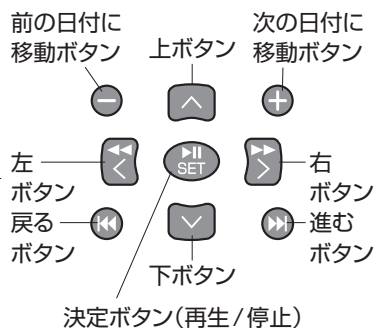 前の日付に
移動ボタン
上ボタン
次の日付に
移動ボタン
左
ボタン
SET
右
ボタン
戻る
ボタン
進む
ボタン
下ボタン
決定ボタン(再生/停止)